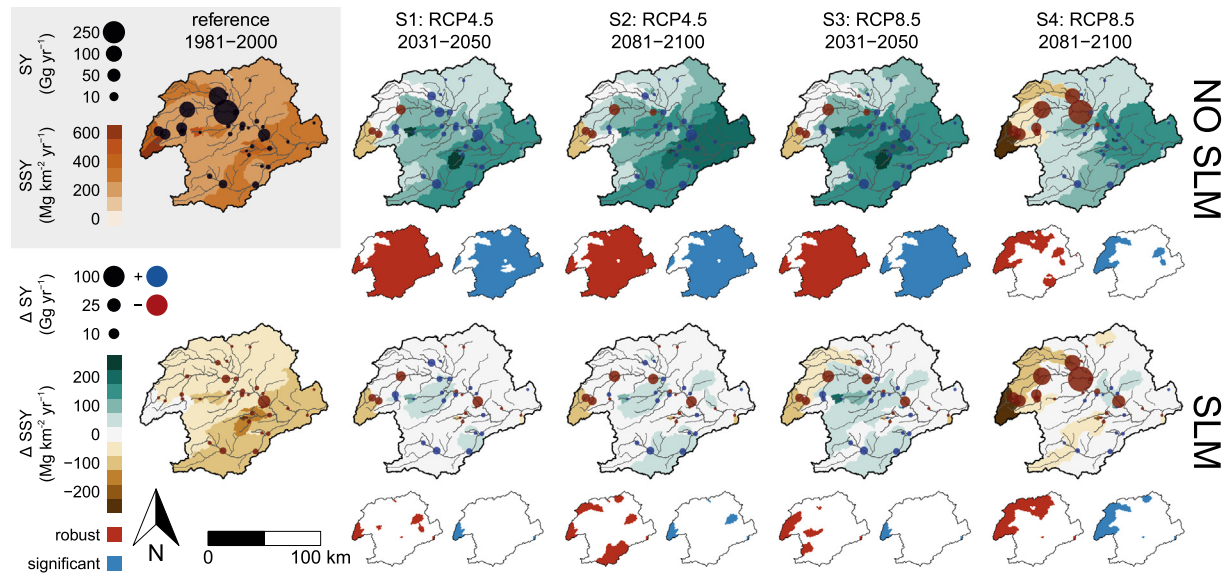 reference
1981−2000
S1: RCP4.5
2031−2050
S2: RCP4.5
2081−2100
S3: RCP8.5
2031−2050
S4: RCP8.5
2081−2100
SY
(Gg yr⁻¹)
250
100
50
10
SSY
(Mg km⁻² yr⁻¹)
600
400
200
0
NO SLM
Δ SY
(Gg yr⁻¹)
100
25
10
+
−
Δ SSY
(Mg km⁻² yr⁻¹)
200
100
0
−100
−200
SLM
robust
significant
N
0
100 km